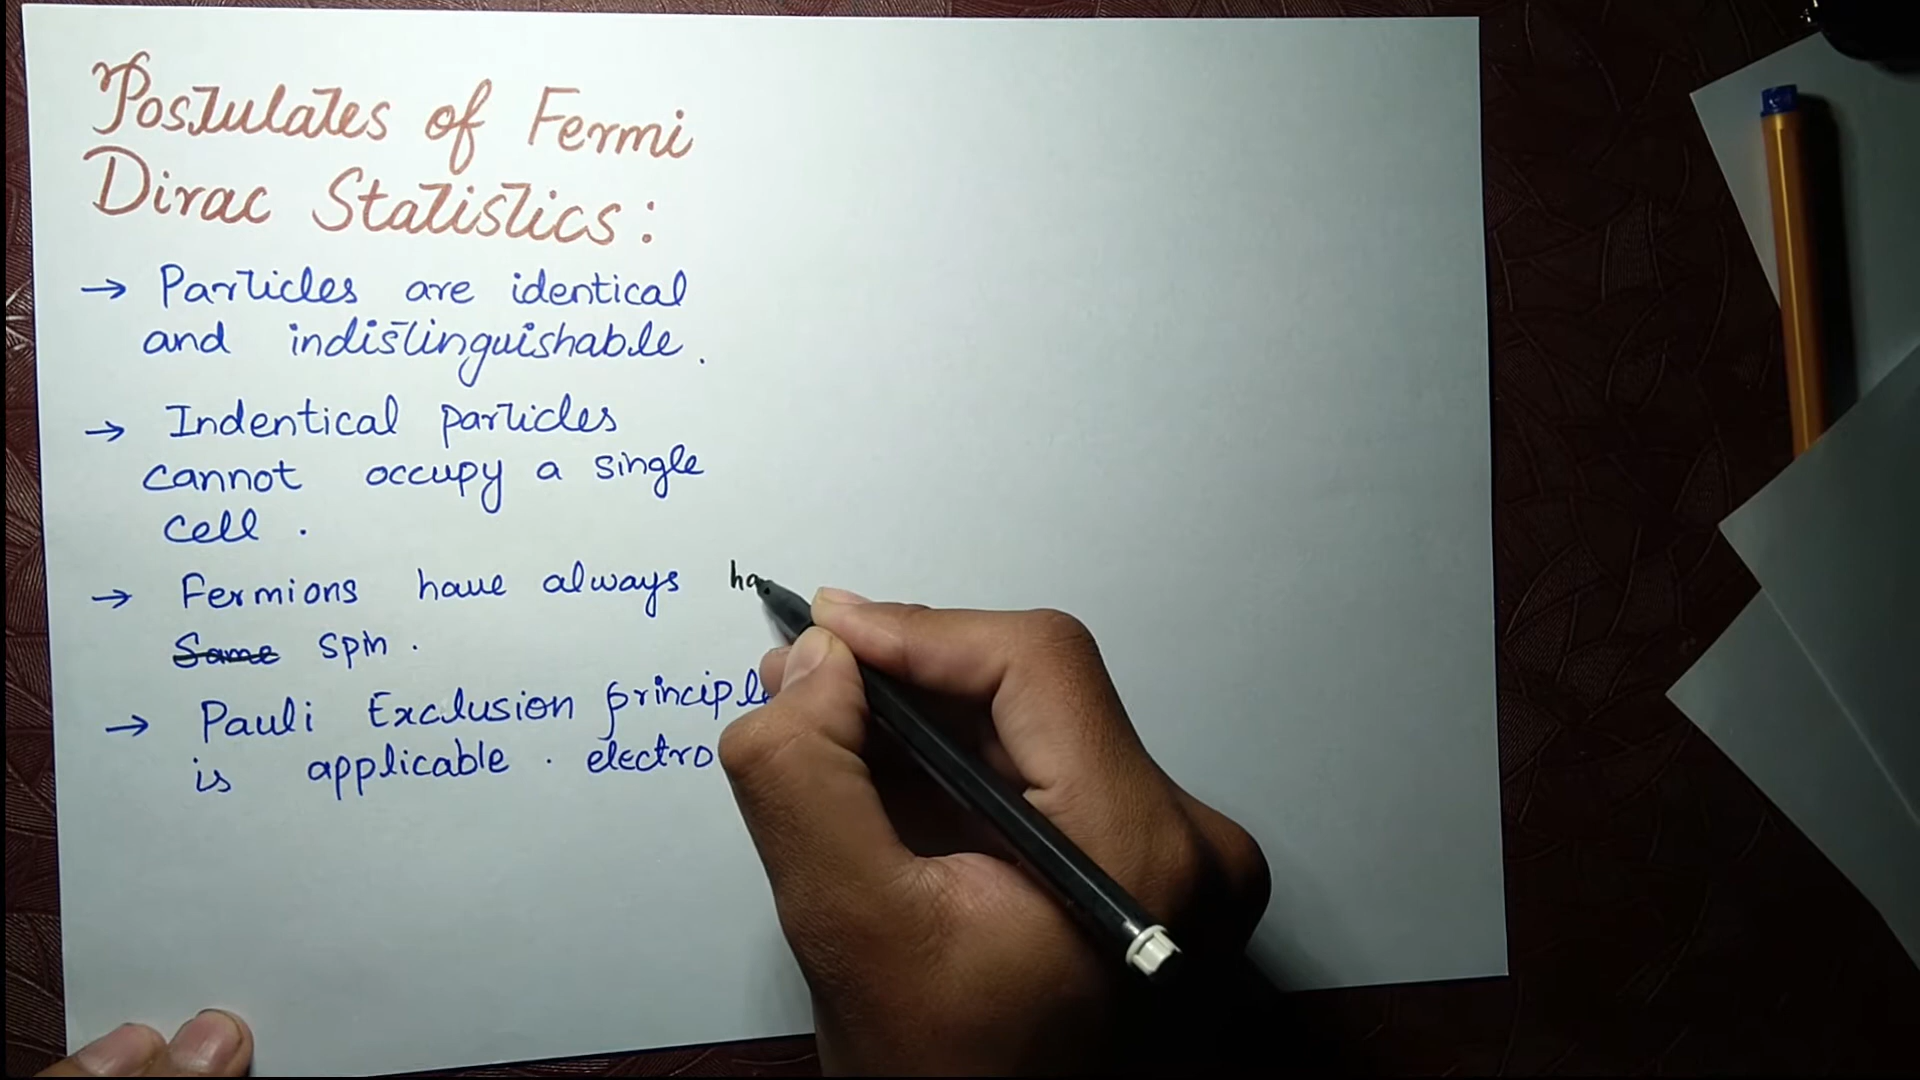 Postulates of Fermi
Dirac Statistics:
→ Particles are identical
and indistinguishable.
→ Indentical particles
cannot occupy a single
cell.
→ Fermions have always ha
Same spin.
→ Pauli Exclusion principle
is applicable. electro